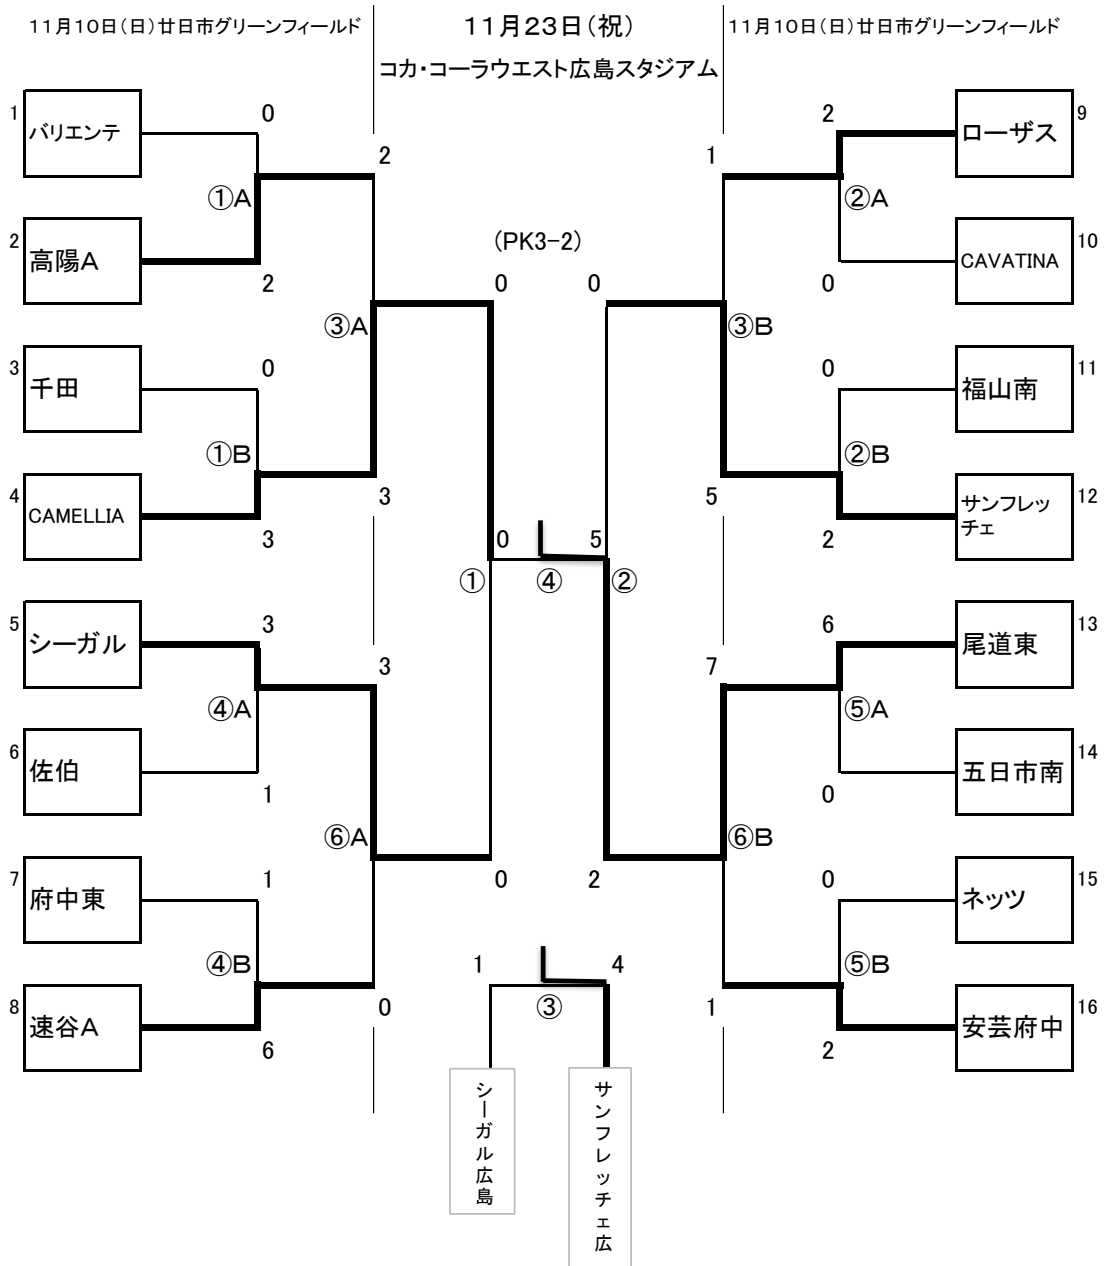 11月10日(日)廿日市グリーンフィールド
11月23日(祝)
11月10日(日)廿日市グリーンフィールド
コカ・コーラウエスト広島スタジアム
1
バリエンテ
0
2
①A
2
高陽A
2
③A
3
千田
0
①B
4
CAMELLIA
3
3
5
シーガル
3
3
④A
6
佐伯
1
⑥A
7
府中東
1
④B
8
速谷A
6
0
(PK3-2)
0
0
0
5
①
④
②
0
2
1
4
③
シーガル広島
サンフレッチェ広
1
2
ローザス
9
②A
CAVATINA
10
0
③B
0
福山南
11
②B
サンフレッ
チェ
12
5
2
7
6
尾道東
13
⑤A
五日市南
14
0
⑥B
0
ネッツ
15
⑤B
安芸府中
16
1
2